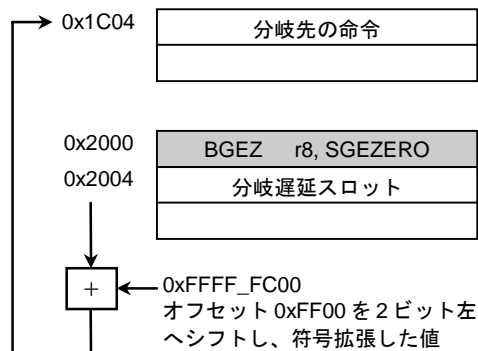 0x1C04 分岐先の命令
0x2000 BGEZ r8, SGEZERO
0x2004 分岐遅延スロット
+ 0xFFFF_FC00
オフセット 0xFF00 を 2 ビット左
へシフトし、符号拡張した値